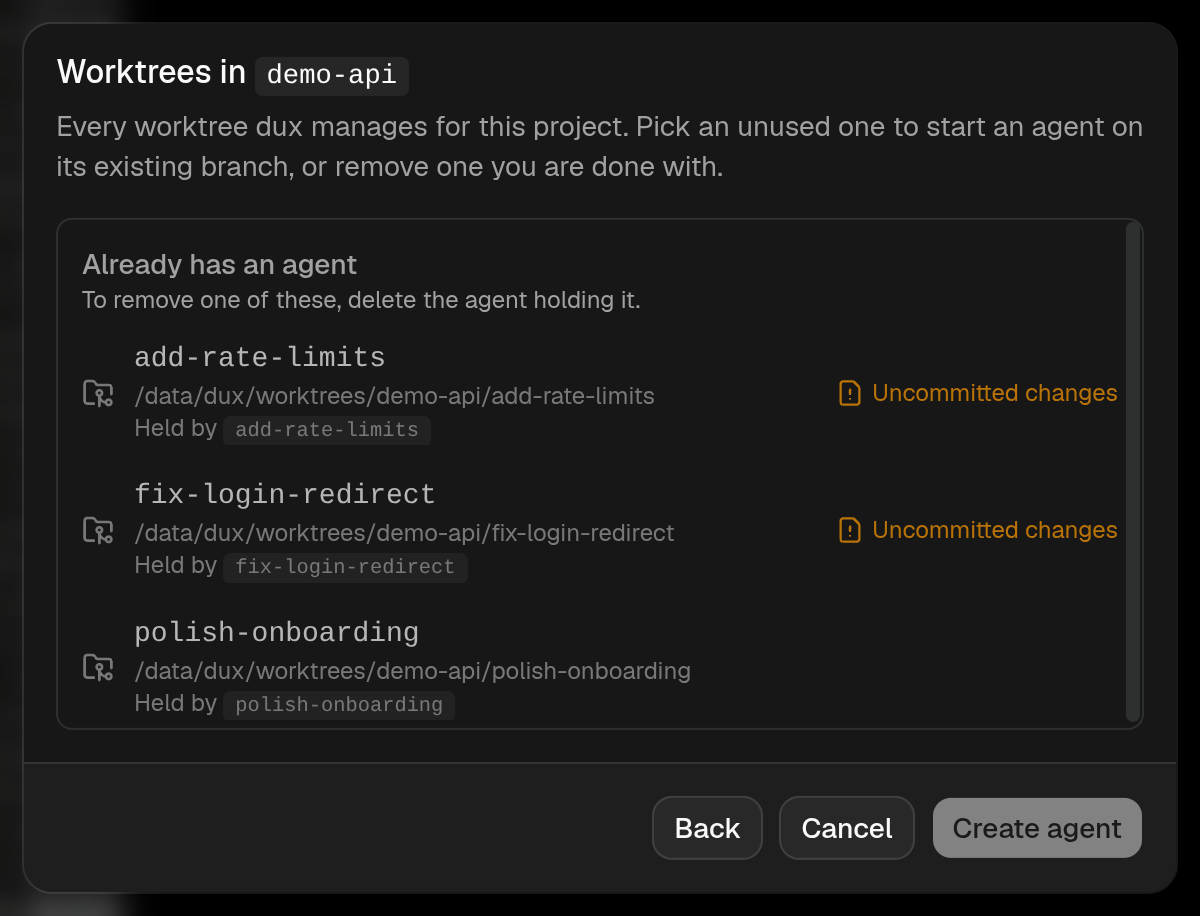 Worktrees in demo-api
Every worktree dux manages for this project. Pick an unused one to start an agent on
its existing branch, or remove one you are done with.
Already has an agent
To remove one of these, delete the agent holding it.
add-rate-limits
/data/dux/worktrees/demo-api/add-rate-limits
Uncommitted changes
Held by add-rate-limits
fix-login-redirect
/data/dux/worktrees/demo-api/fix-login-redirect
Uncommitted changes
Held by fix-login-redirect
polish-onboarding
/data/dux/worktrees/demo-api/polish-onboarding
Held by polish-onboarding
Back
Cancel
Create agent